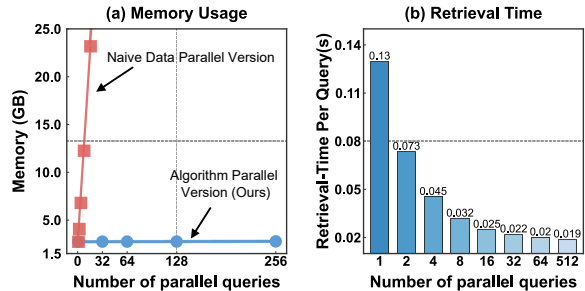 (a) Memory Usage
25.0
20.0
15.0
10.0
5.0
1.5
Memory (GB)
Naive Data Parallel Version
Algorithm Parallel
Version (Ours)
0 32 64 128 256
Number of parallel queries
(b) Retrieval Time
0.14
0.11
0.08
0.05
0.02
Retrieval-Time Per Query(s)
0.13
0.073
0.045
0.032
0.025
0.022
0.02
0.019
1 2 4 8 16 32 64 512
Number of parallel queries